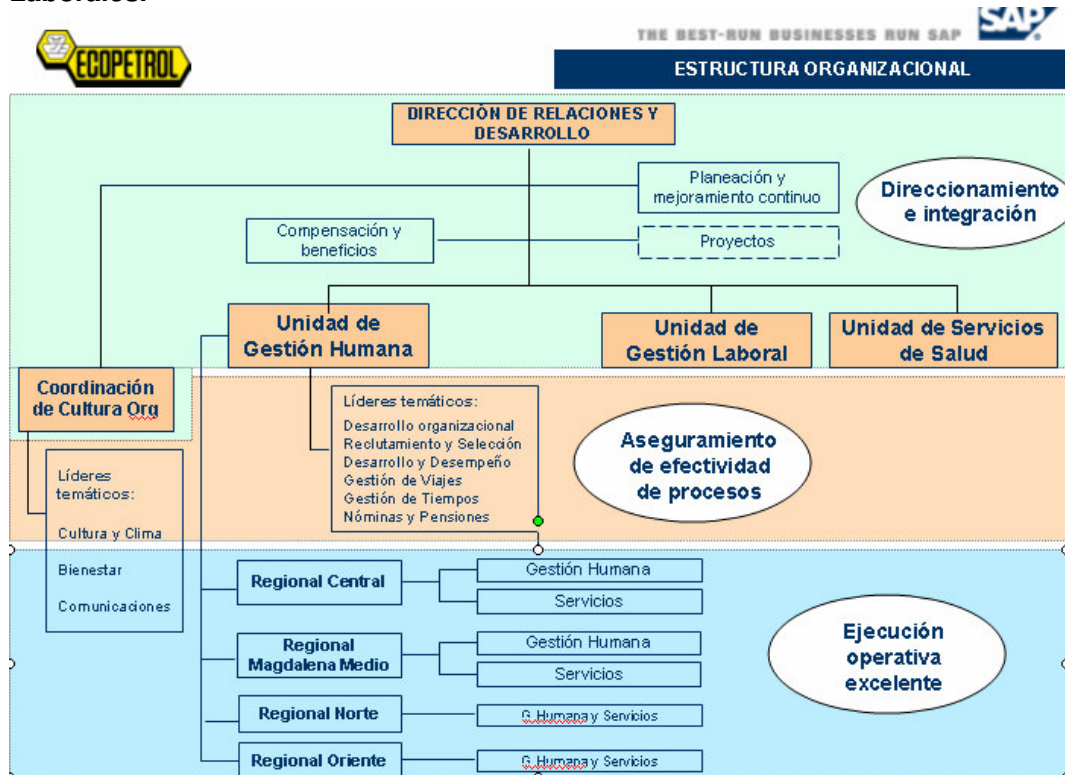 Laborales.
ECOPETROL
THE BEST-RUN BUSINESSES RUN SAP
SAP
ESTRUCTURA ORGANIZACIONAL
DIRECCIÓN DE RELACIONES Y
DESARROLLO
Planeación y
mejoramiento continuo
Direccionamiento
e integración
Compensación y
beneficios
Proyectos
Unidad de
Gestión Humana
Unidad de
Gestión Laboral
Unidad de Servicios
de Salud
Coordinación
de Cultura Org
Líderes temáticos:
Desarrollo organizacional
Reclutamiento y Selección
Desarrollo y Desempeño
Gestión de Viajes
Gestión de Tiempos
Nóminas y Pensiones
Aseguramiento
de efectividad
de procesos
Líderes
temáticos:
Cultura y Clima
Bienestar
Comunicaciones
Regional Central
Gestión Humana
Servicios
Regional
Magdalena Medio
Gestión Humana
Servicios
Ejecución
operativa
excelente
Regional Norte
G.Humana y Servicios
Regional Oriente
G.Humana y Servicios